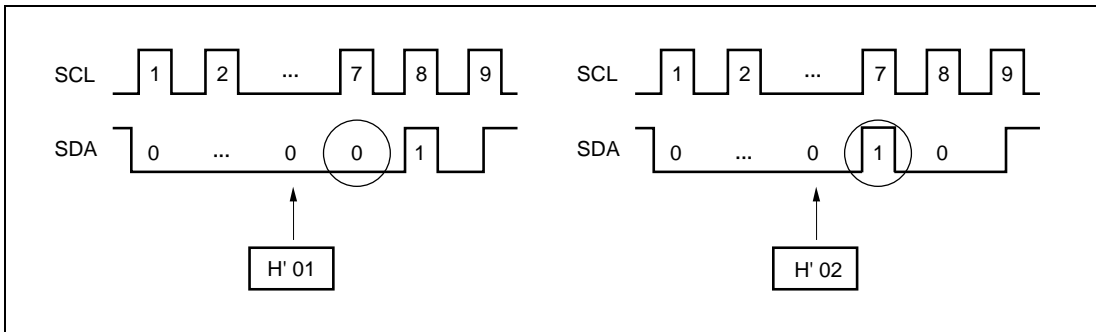 SCL 1 2 ... 7 8 9
SDA 0 ... 0 0 1
H' 01
SCL 1 2 ... 7 8 9
SDA 0 ... 0 1 0
H' 02